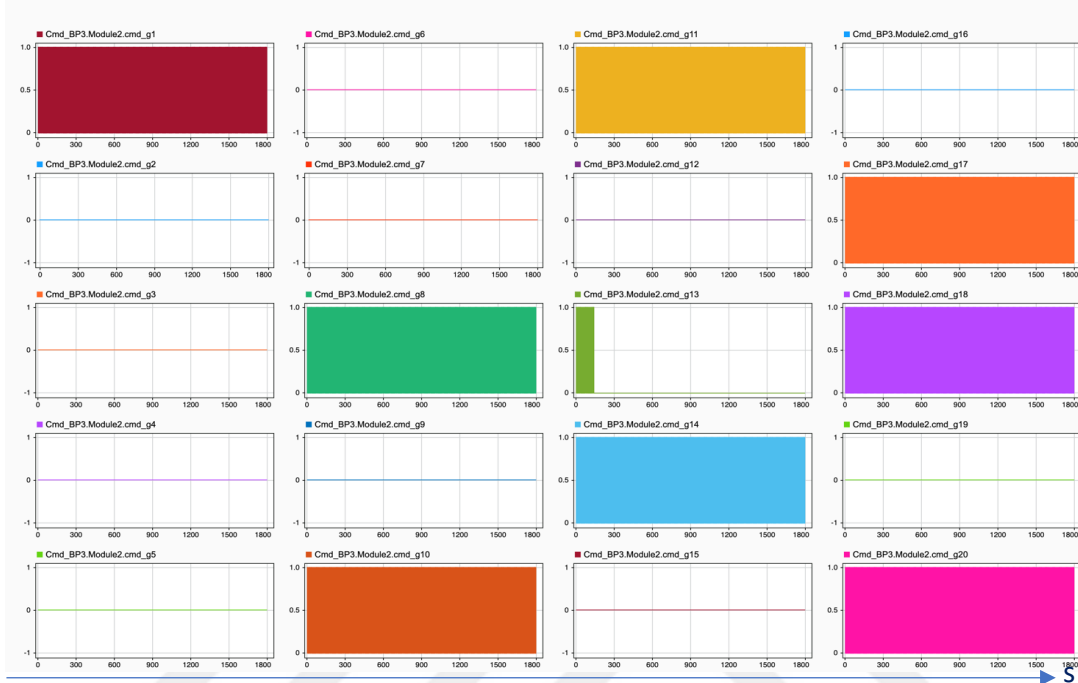 Cmd_BP3.Module2.cmd_g1 Cmd_BP3.Module2.cmd_g6 Cmd_BP3.Module2.cmd_g11 Cmd_BP3.Module2.cmd_g16
1.0 1 1.0 1
0.5 0 0.5 0
0 -1 0 -1
0 300 600 900 1200 1500 1800 0 300 600 900 1200 1500 1800 0 300 600 900 1200 1500 1800 0 300 600 900 1200 1500 1800
Cmd_BP3.Module2.cmd_g2 Cmd_BP3.Module2.cmd_g7 Cmd_BP3.Module2.cmd_g12 Cmd_BP3.Module2.cmd_g17
1 1 1 1.0
0 0 0 0.5
-1 -1 -1 0
0 300 600 900 1200 1500 1800 0 300 600 900 1200 1500 1800 0 300 600 900 1200 1500 1800 0 300 600 900 1200 1500 1800
Cmd_BP3.Module2.cmd_g3 Cmd_BP3.Module2.cmd_g8 Cmd_BP3.Module2.cmd_g13 Cmd_BP3.Module2.cmd_g18
1 1.0 1.0 1.0
0 0.5 0.5 0.5
-1 0 0 0
0 300 600 900 1200 1500 1800 0 300 600 900 1200 1500 1800 0 300 600 900 1200 1500 1800 0 300 600 900 1200 1500 1800
Cmd_BP3.Module2.cmd_g4 Cmd_BP3.Module2.cmd_g9 Cmd_BP3.Module2.cmd_g14 Cmd_BP3.Module2.cmd_g19
1 1 1.0 1
0 0 0.5 0
-1 -1 0 -1
0 300 600 900 1200 1500 1800 0 300 600 900 1200 1500 1800 0 300 600 900 1200 1500 1800 0 300 600 900 1200 1500 1800
Cmd_BP3.Module2.cmd_g5 Cmd_BP3.Module2.cmd_g10 Cmd_BP3.Module2.cmd_g15 Cmd_BP3.Module2.cmd_g20
1 1.0 1 1.0
0 0.5 0 0.5
-1 0 -1 0
0 300 600 900 1200 1500 1800 0 300 600 900 1200 1500 1800 0 300 600 900 1200 1500 1800 0 300 600 900 1200 1500 1800
S